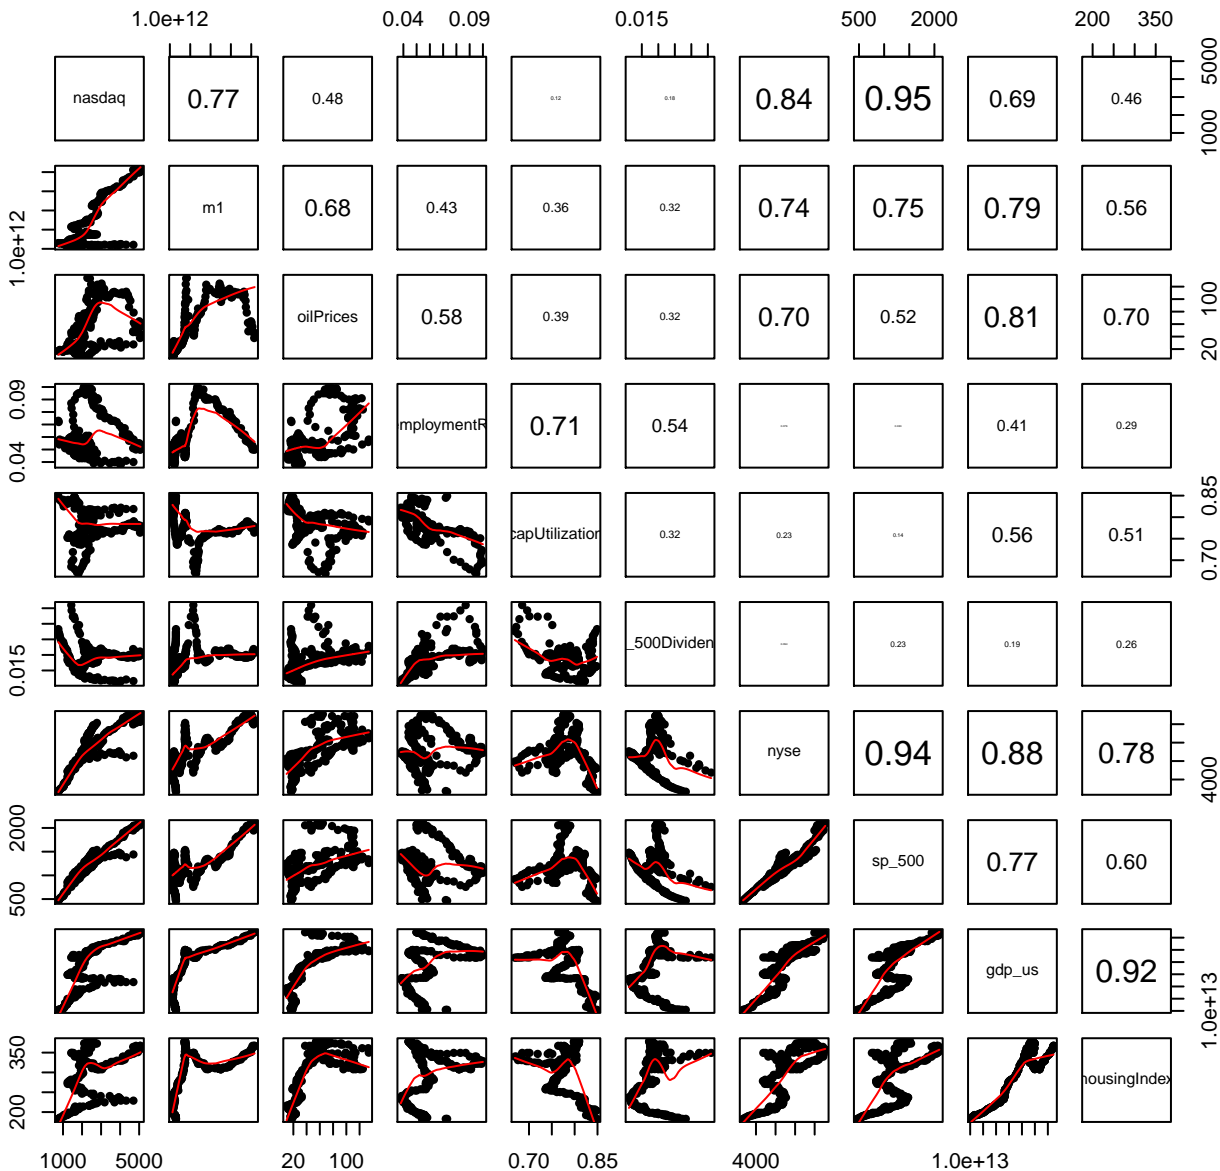 1.0e+12 0.04 0.09 0.015 500 2000 200 350
nasdaq 0.77 0.48 0.12 0.18 0.84 0.95 0.69 0.46
1000 5000
m1 0.68 0.43 0.36 0.32 0.74 0.75 0.79 0.56
1.0e+12
oilPrices 0.58 0.39 0.32 0.70 0.52 0.81 0.70
20 100
mploymentR 0.71 0.54 0.41 0.29
0.04 0.09
capUtilization 0.32 0.23 0.14 0.56 0.51
0.70 0.85
_500Dividen 0.23 0.19 0.26
0.015
nyse 0.94 0.88 0.78
4000
sp_500 0.77 0.60
500 2000
gdp_us 0.92
1.0e+13
housingIndex
200 350
1000 5000 20 100 0.70 0.85 4000 1.0e+13